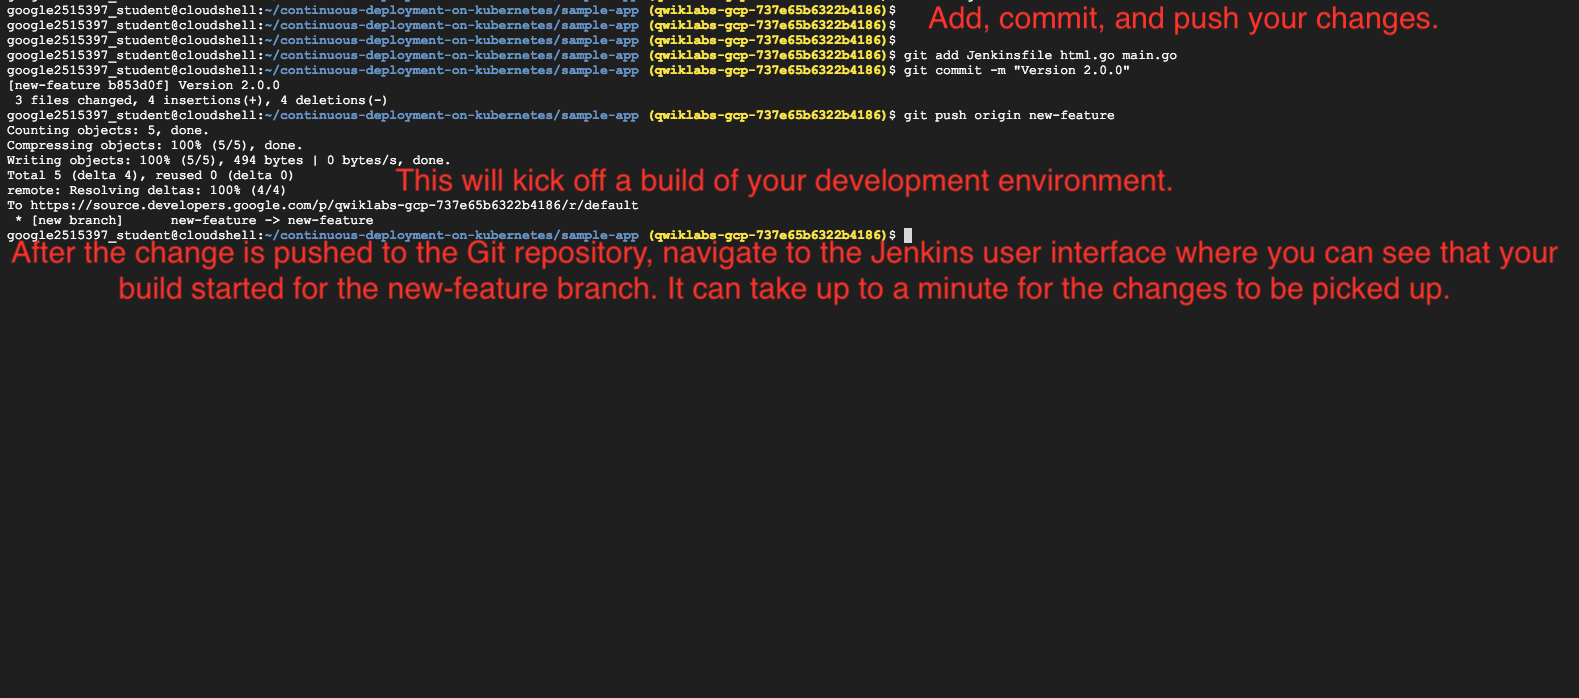 google2515397_student@cloudshell:~/continuous-deployment-on-kubernetes/sample-app (qwiklabs-gcp-737e65b6322b4186)$
Add, commit, and push your changes.
google2515397_student@cloudshell:~/continuous-deployment-on-kubernetes/sample-app (qwiklabs-gcp-737e65b6322b4186)$
google2515397_student@cloudshell:~/continuous-deployment-on-kubernetes/sample-app (qwiklabs-gcp-737e65b6322b4186)$
google2515397_student@cloudshell:~/continuous-deployment-on-kubernetes/sample-app (qwiklabs-gcp-737e65b6322b4186)$ git add Jenkinsfile html.go main.go
google2515397_student@cloudshell:~/continuous-deployment-on-kubernetes/sample-app (qwiklabs-gcp-737e65b6322b4186)$ git commit -m "Version 2.0.0"
[new-feature b853d0f] Version 2.0.0
 3 files changed, 4 insertions(+), 4 deletions(-)
google2515397_student@cloudshell:~/continuous-deployment-on-kubernetes/sample-app (qwiklabs-gcp-737e65b6322b4186)$ git push origin new-feature
Counting objects: 5, done.
Compressing objects: 100% (5/5), done.
Writing objects: 100% (5/5), 494 bytes | 0 bytes/s, done.
Total 5 (delta 4), reused 0 (delta 0)
This will kick off a build of your development environment.
remote: Resolving deltas: 100% (4/4)
To https://source.developers.google.com/p/qwiklabs-gcp-737e65b6322b4186/r/default
 * [new branch]      new-feature -> new-feature
google2515397_student@cloudshell:~/continuous-deployment-on-kubernetes/sample-app (qwiklabs-gcp-737e65b6322b4186)$
After the change is pushed to the Git repository, navigate to the Jenkins user interface where you can see that your
build started for the new-feature branch. It can take up to a minute for the changes to be picked up.